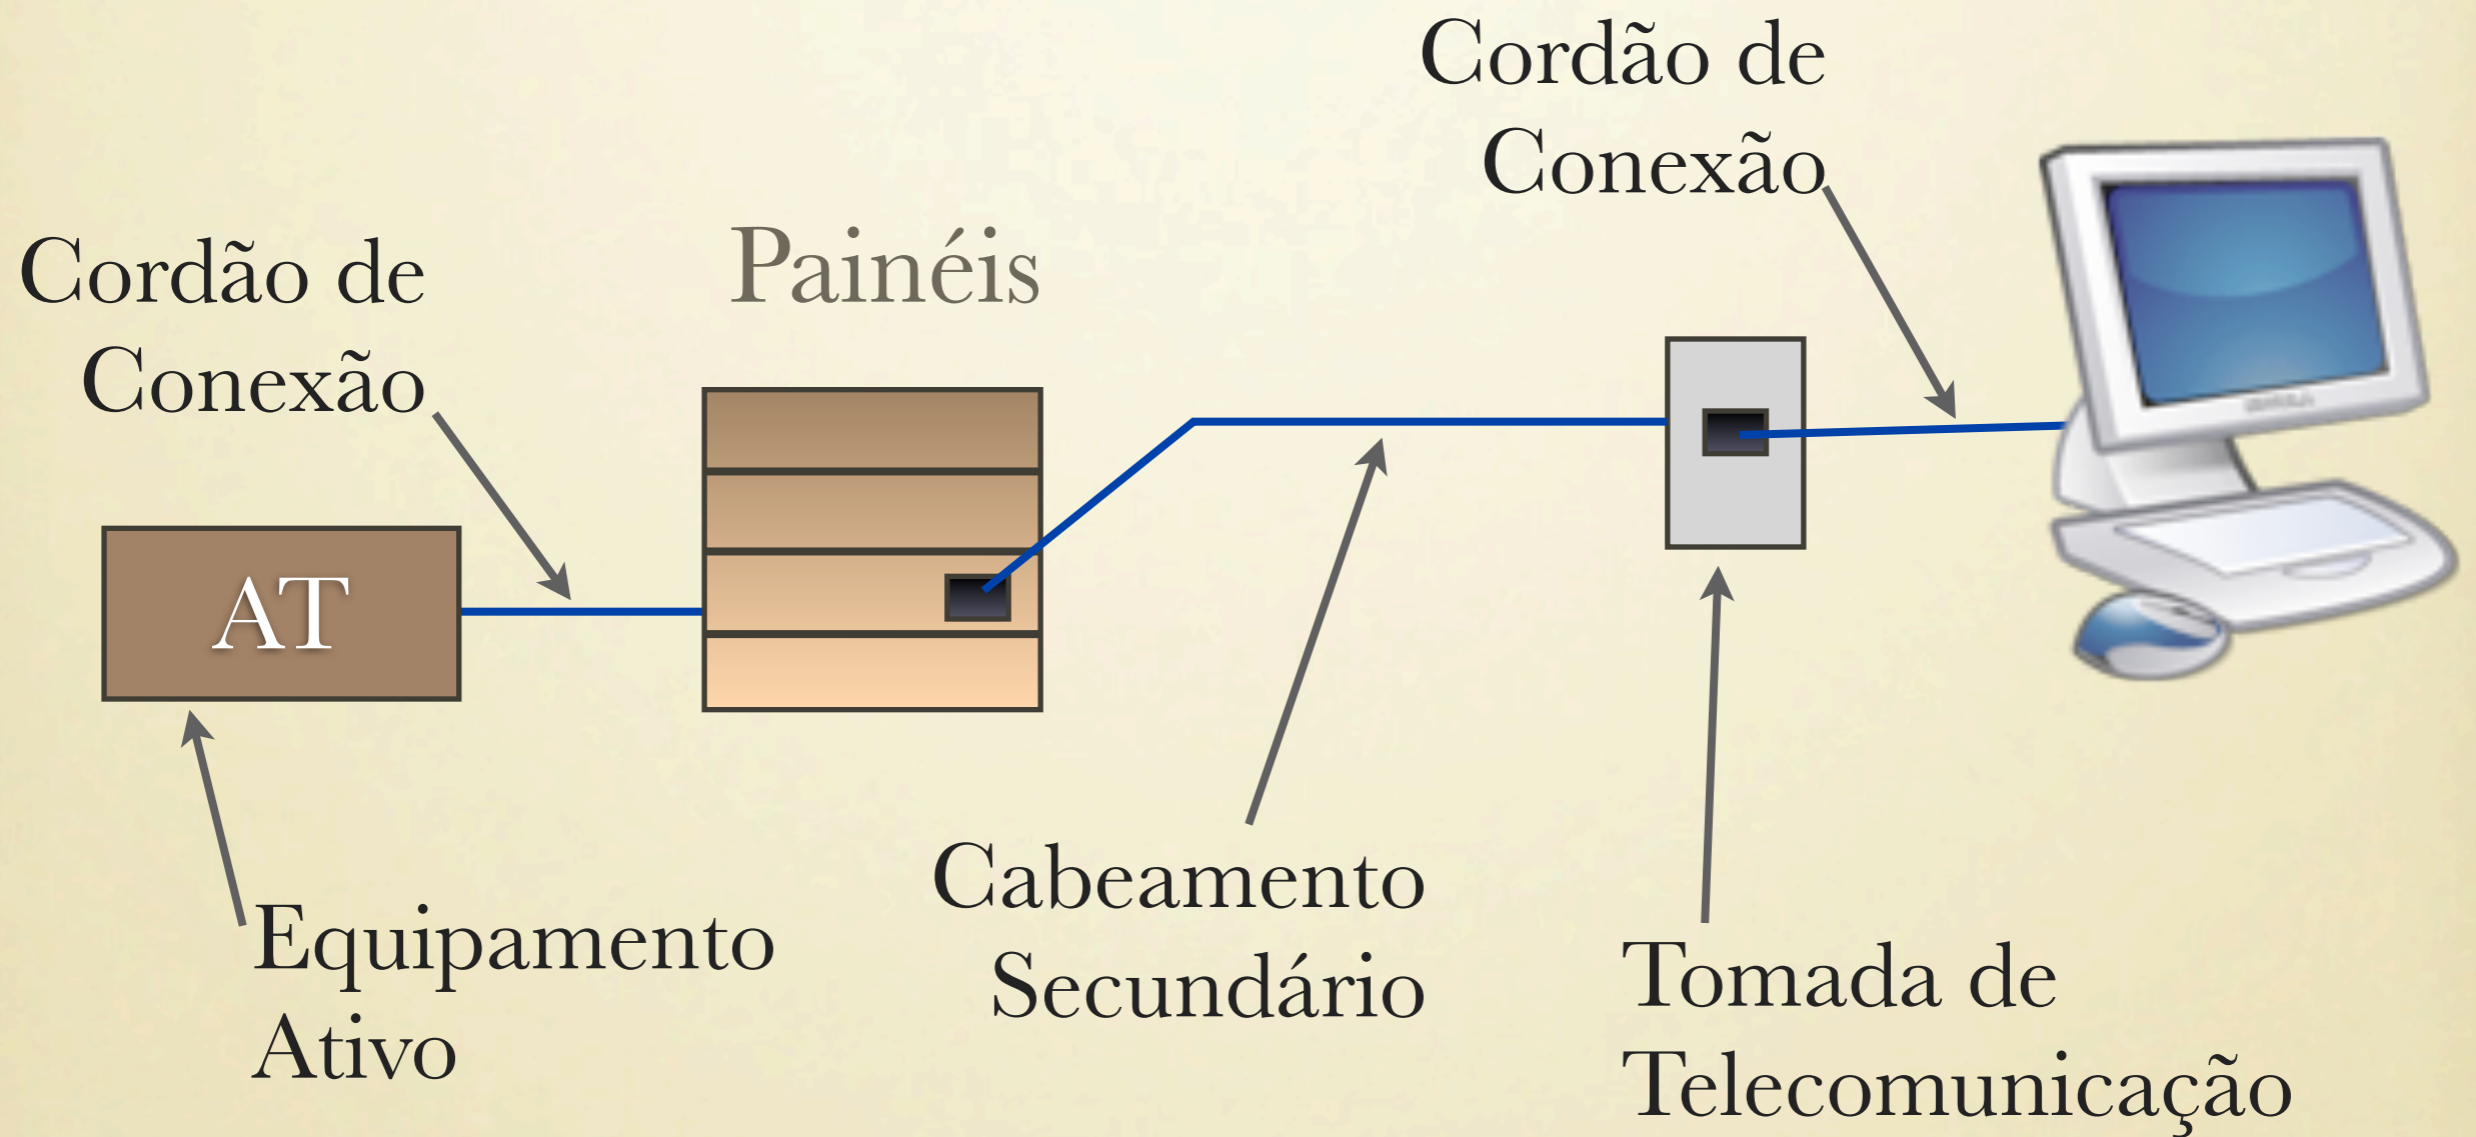 Cordão de
Conexão
Painéis
Cordão de
Conexão
AT
Equipamento
Ativo
Cabeamento
Secundário
Tomada de
Telecomunicação